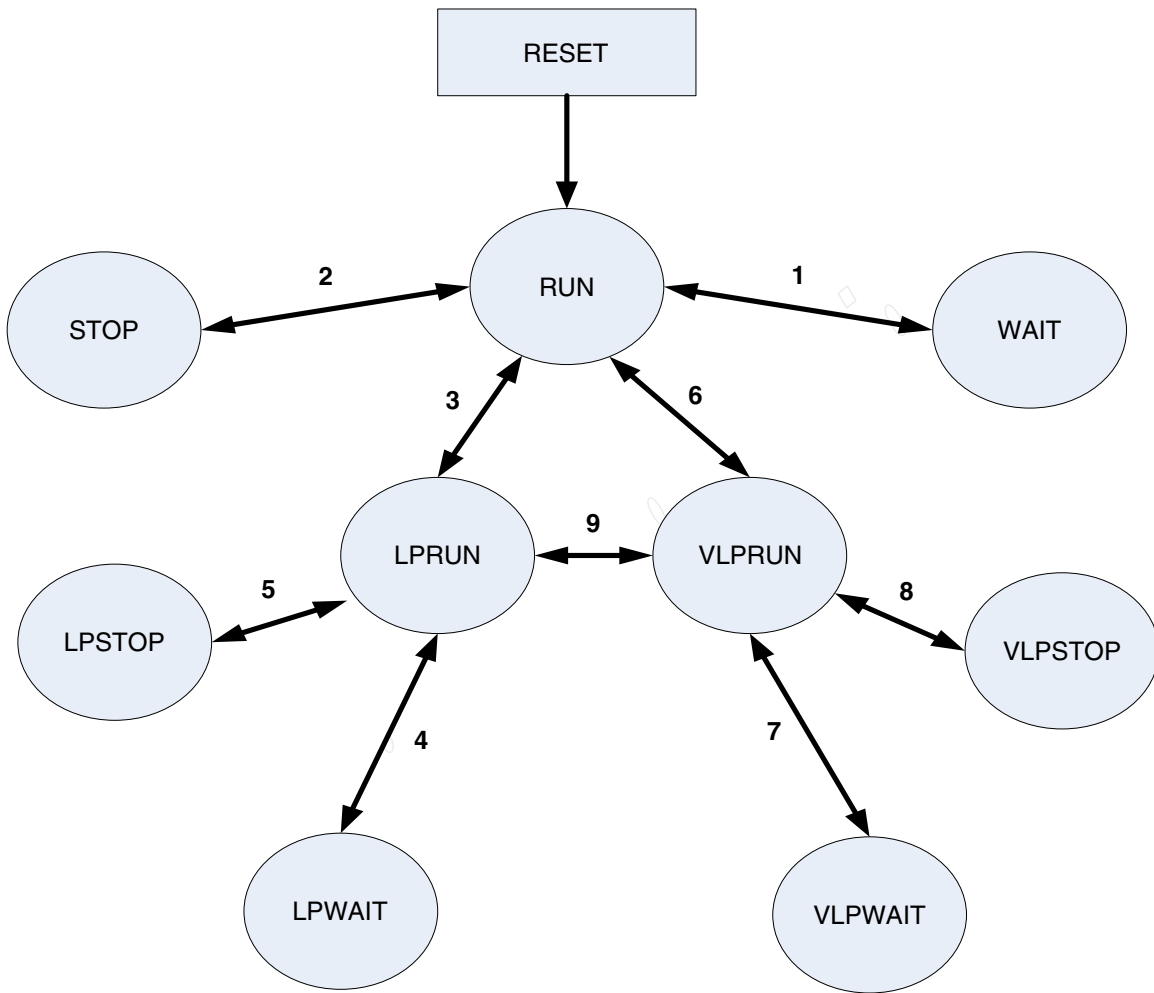 RESET
2
RUN
1
STOP
WAIT
3
6
LPRUN
9
VLPRUN
5
8
LPSTOP
VLPSTOP
4
7
LPWAIT
VLPWAIT